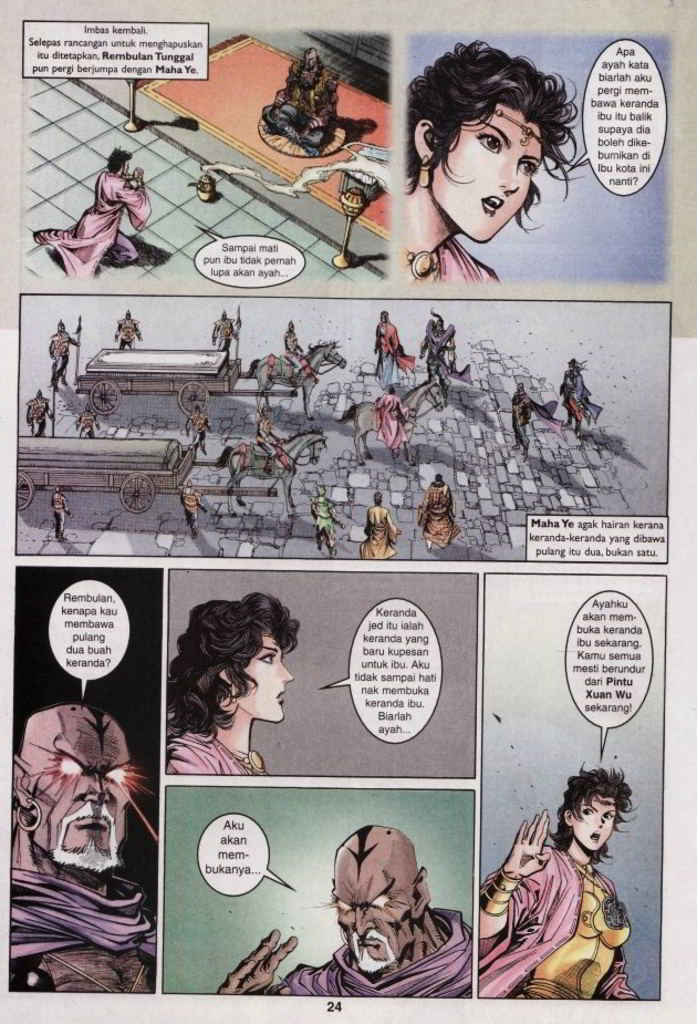 Imbas kembali.
Selepas rancangan untuk menghapuskan
itu ditetapkan, Rembulan Tunggal
pun pergi berjumpa dengan Maha Ye.
Sampai mati
pun ibu tidak pernah
lupa akan ayah...
Apa
ayah kata
biarlah aku
pergi mem-
bawa keranda
ibu itu balik
supaya dia
boleh dike-
bumikan di
Ibu kota ini
nanti?
Maha Ye agak hairan kerana
keranda-keranda yang dibawa
pulang itu dua, bukan satu.
Rembulan,
kenapa kau
membawa
pulang
dua buah
keranda?
Keranda
jed itu ialah
keranda yang
baru kupesan
untuk ibu. Aku
tidak sampai hati
nak membuka
keranda ibu.
Biarlah
ayah...
Aku
akan
mem-
bukanya...
Ayahku
akan mem-
buka keranda
ibu sekarang.
Kamu semua
mesti berundur
dari Pintu
Xuan Wu
sekarang!
24